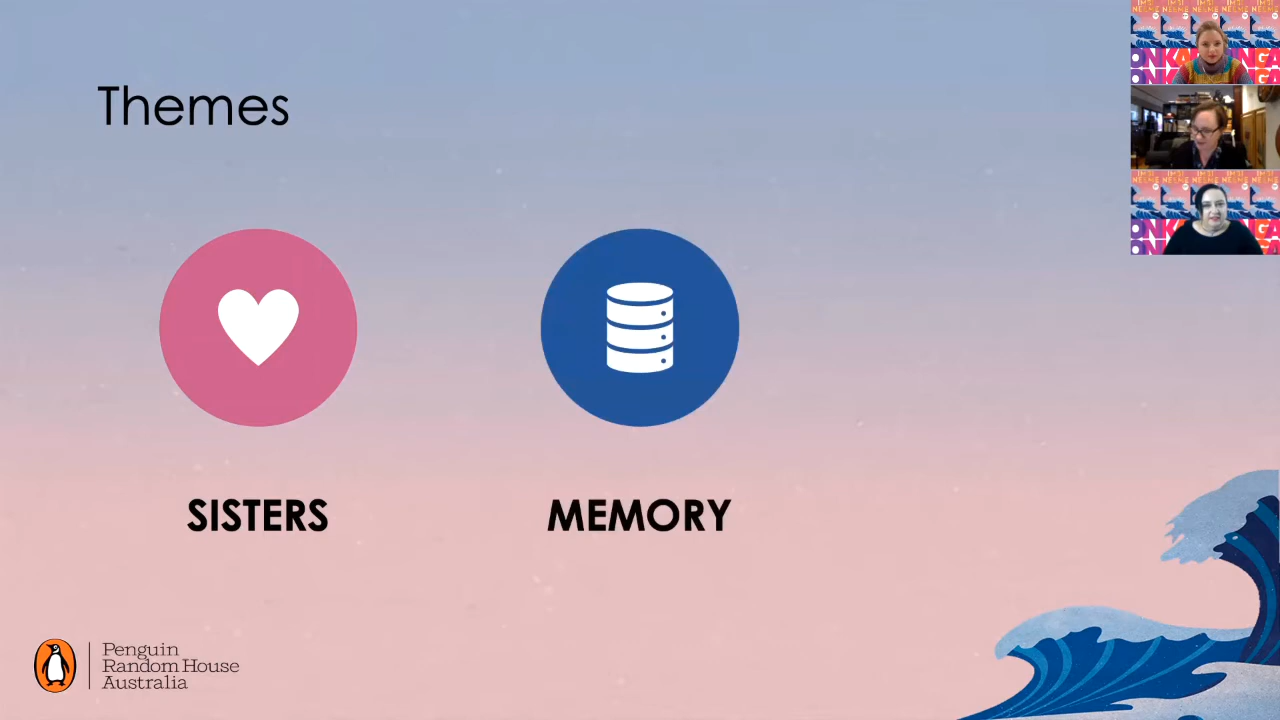 Themes
SISTERS
MEMORY
Penguin
Random House
Australia